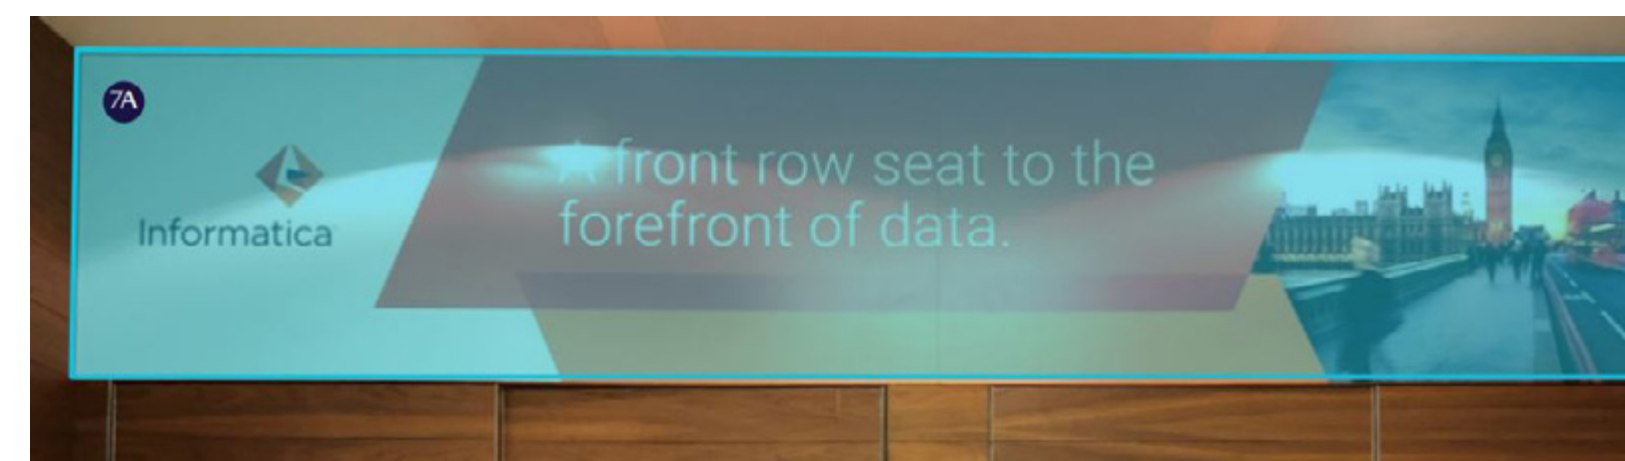 7A
Informatica
A front row seat to the
forefront of data.